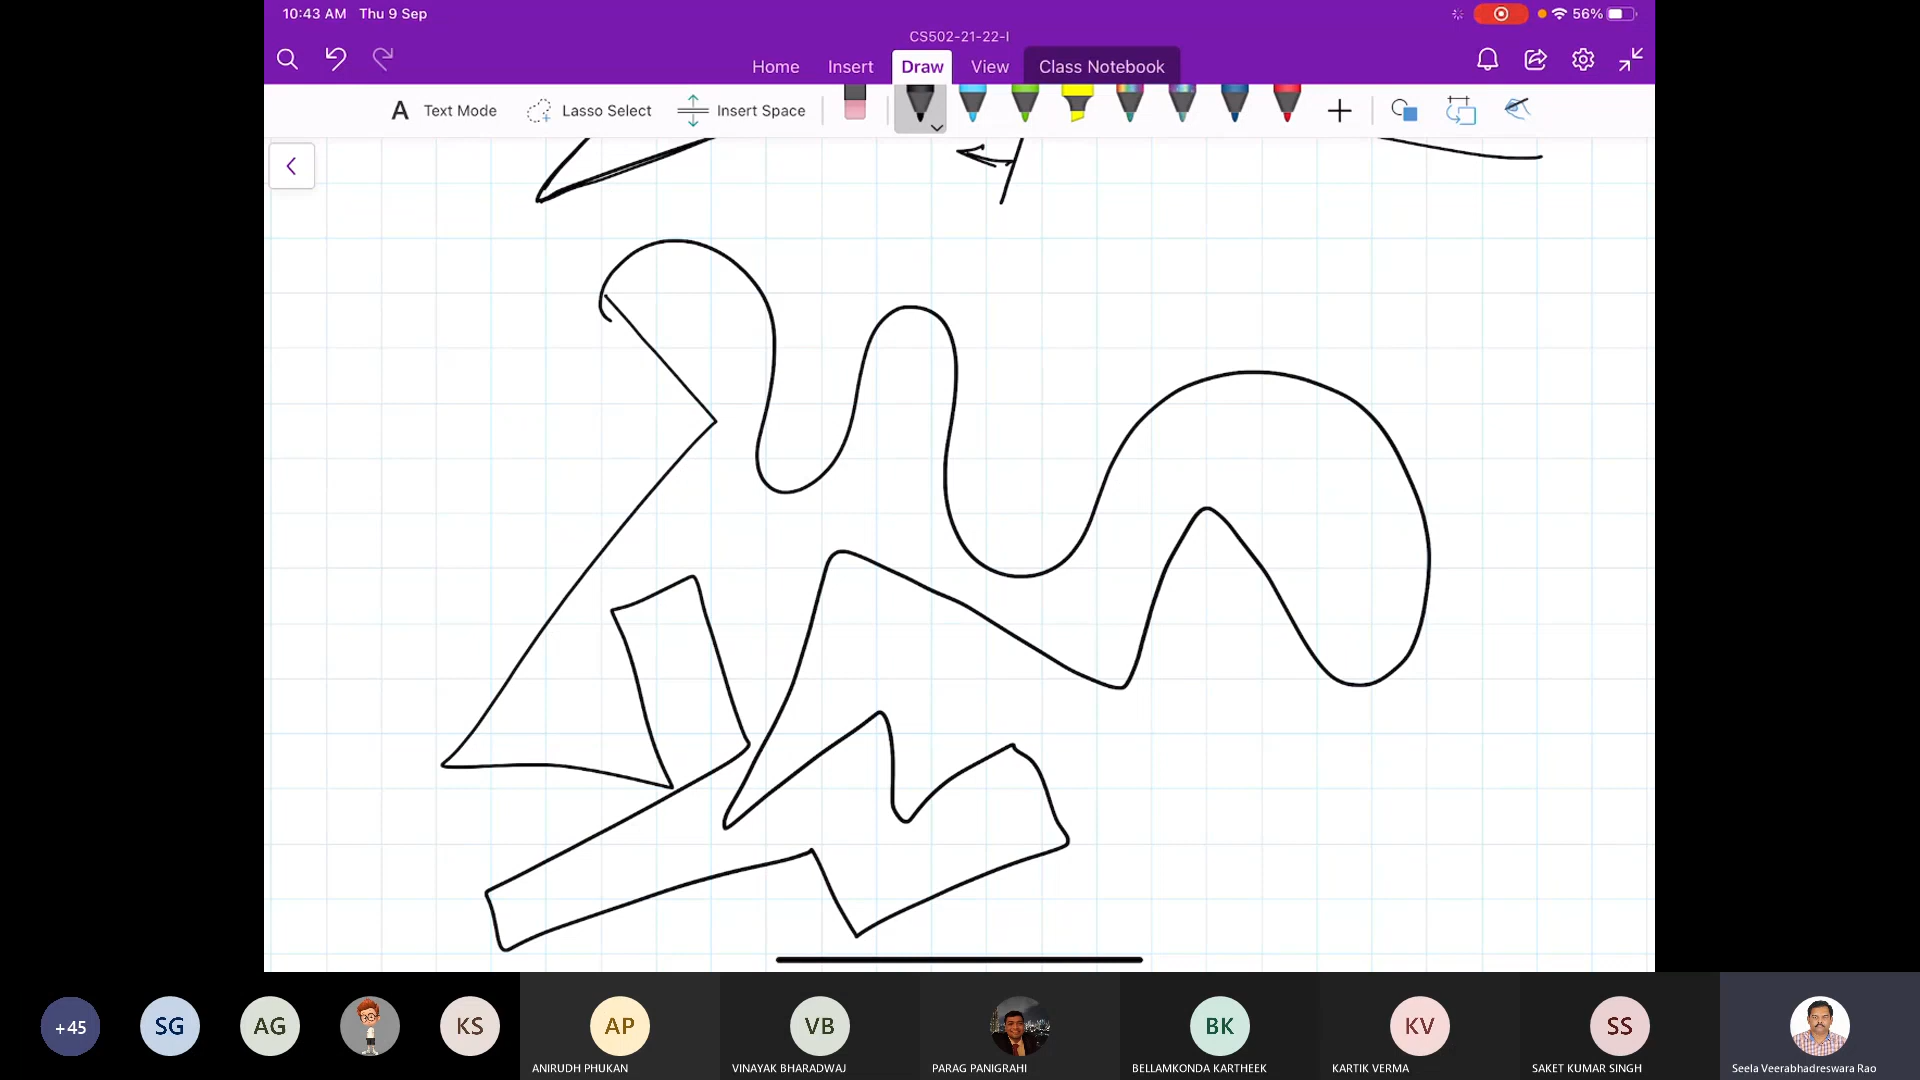 10:43 AM Thu 9 Sep
56%
CS502-21-22-I
Home Insert Draw View Class Notebook
A Text Mode Lasso Select Insert Space
+45 SG AG KS AP VB BK KV SS
ANIRUDH PHUKAN VINAYAK BHARADWAJ PARAG PANIGRAHI BELLAMKONDA KARTHEEK KARTIK VERMA SAKET KUMAR SINGH Seela Veerabhadreswara Rao